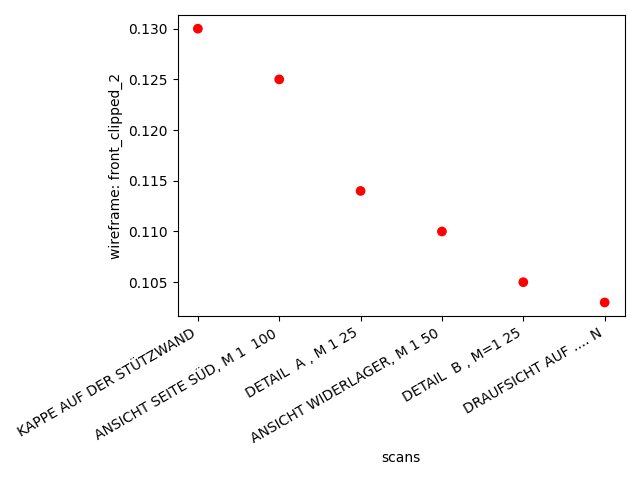 0.130
0.125
0.120
0.115
0.110
0.105
wireframe: front_clipped_2
KAPPE AUF DER STÜTZWAND
ANSICHT SEITE SÜD, M 1  100
DETAIL  A , M 1 25
ANSICHT WIDERLAGER, M 1 50
DETAIL  B , M=1 25
DRAUFSICHT AUF .... N
scans